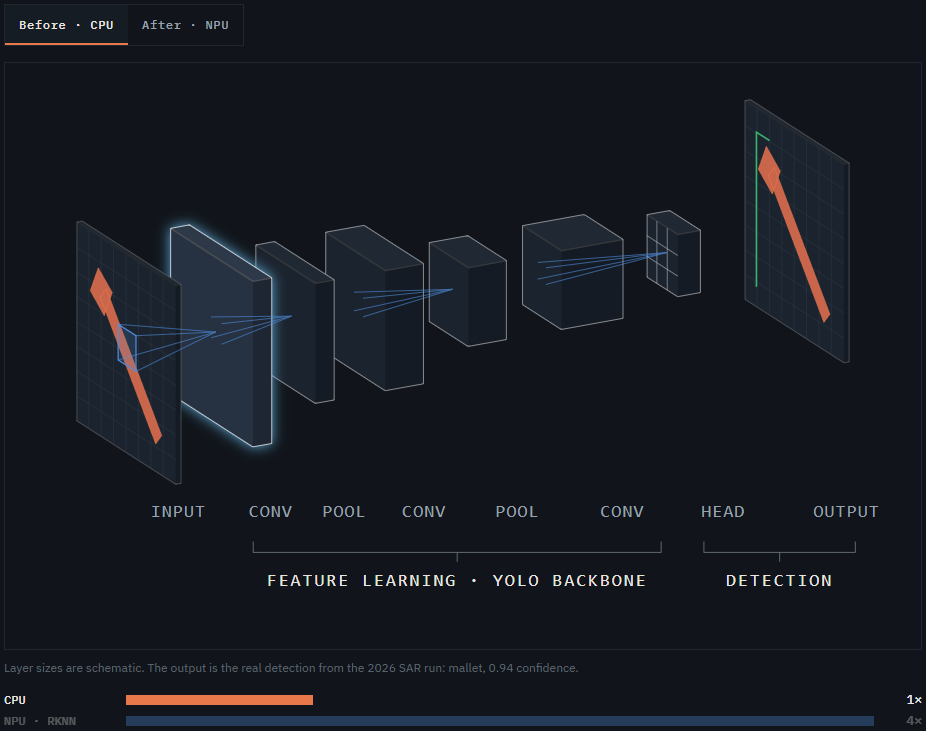 Before · CPU
After · NPU
INPUT CONV POOL CONV POOL CONV HEAD OUTPUT
FEATURE LEARNING · YOLO BACKBONE DETECTION
Layer sizes are schematic. The output is the real detection from the 2026 SAR run: mallet, 0.94 confidence.
CPU 1×
NPU · RKNN 4×